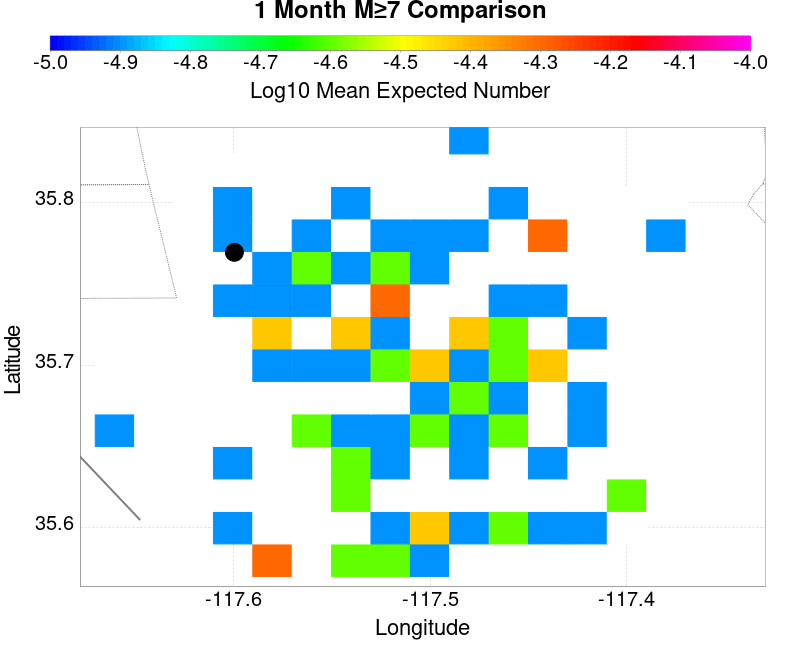 1 Month M≥7 Comparison
-5.0 -4.9 -4.8 -4.7 -4.6 -4.5 -4.4 -4.3 -4.2 -4.1 -4.0
Log10 Mean Expected Number
35.8
35.7
35.6
Latitude
-117.6 -117.5 -117.4
Longitude